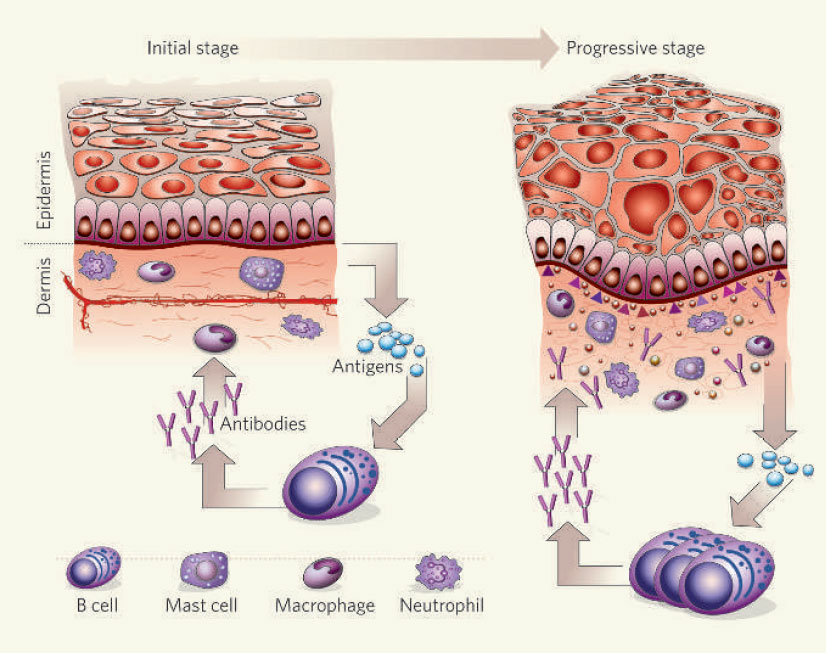 Initial stage
Progressive stage
Epidermis
Dermis
Antigens
Antibodies
B cell
Mast cell
Macrophage
Neutrophil